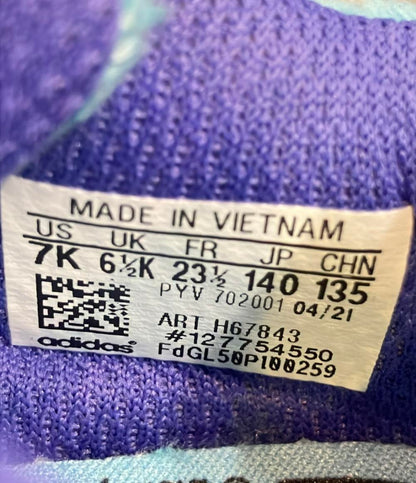 MADE IN VIETNAM
US UK FR JP CHN
7K 6½K 23½ 140 135
PYV 702001 04/21
ART H67843
#127754550
adidas FdGL50P100259